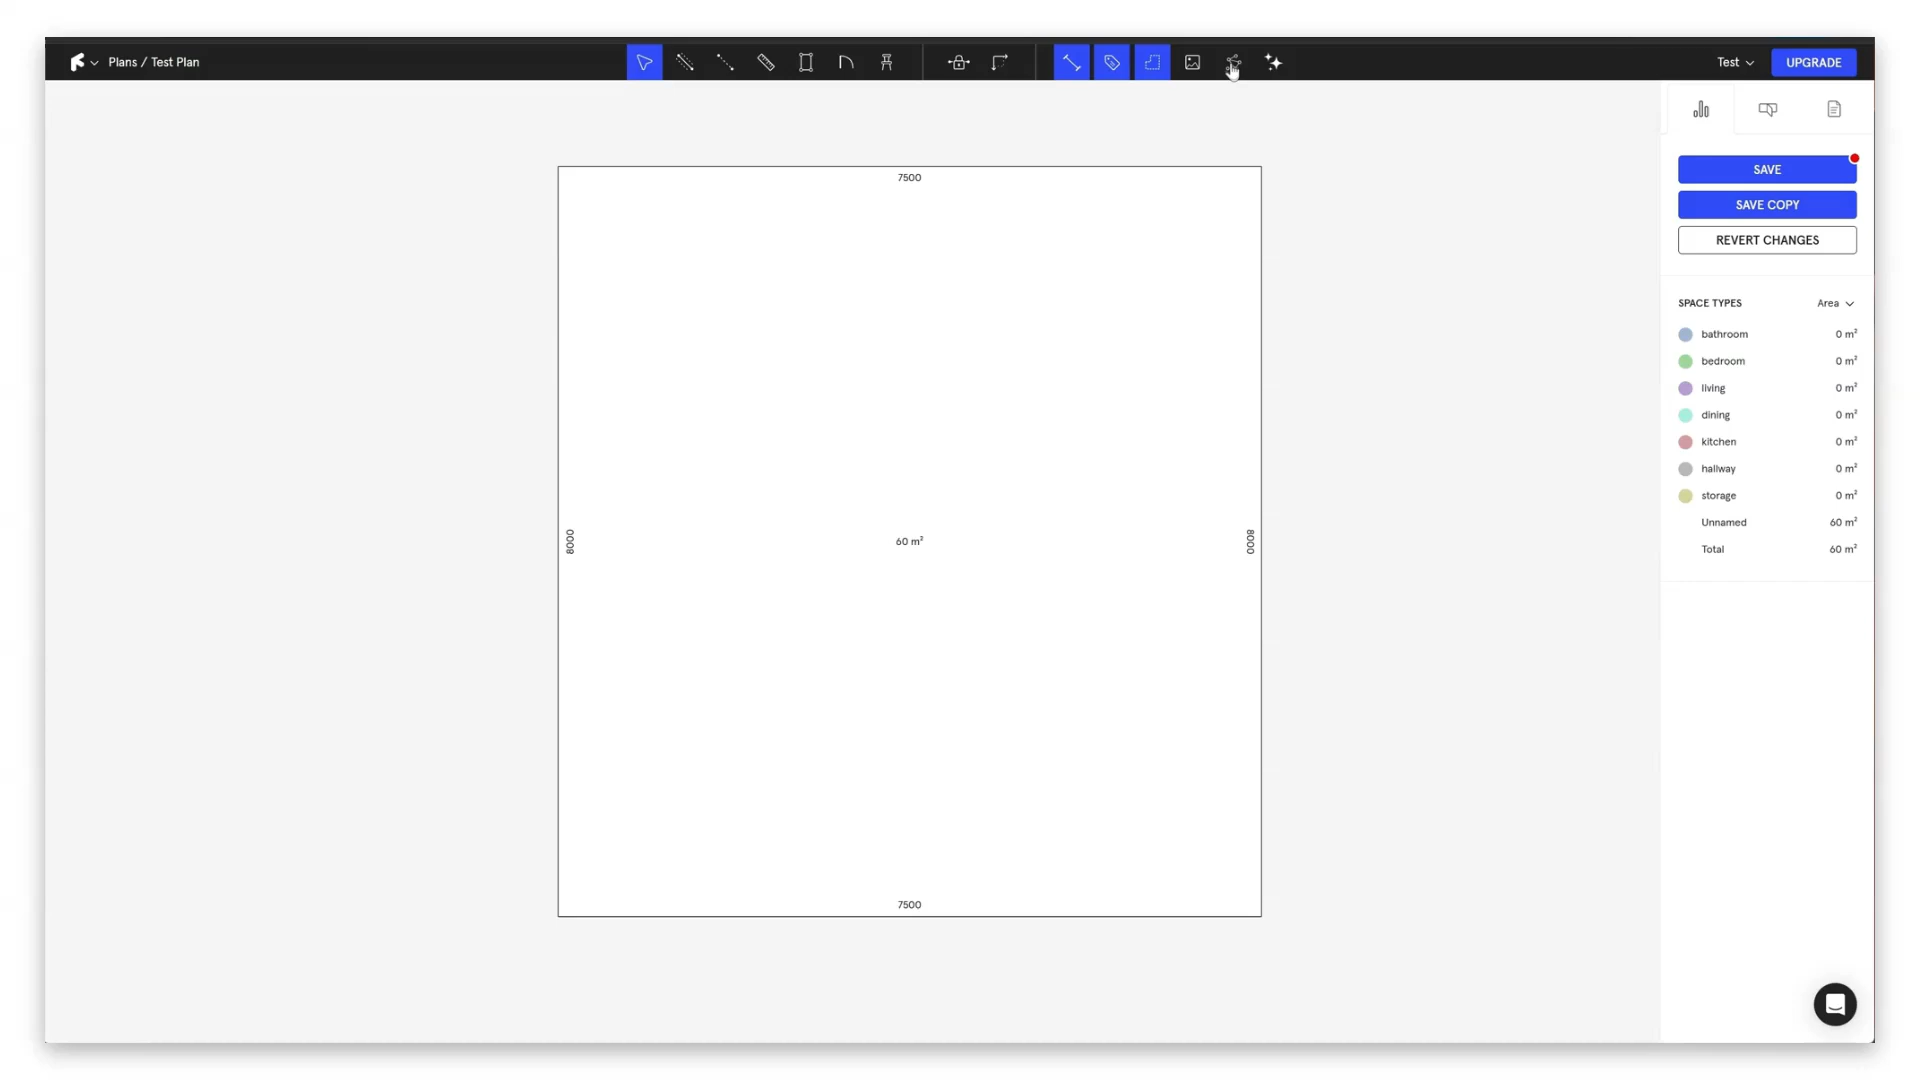 Plans / Test Plan
Test
UPGRADE
SAVE
SAVE COPY
REVERT CHANGES
SPACE TYPES
Area
bathroom 0 m²
bedroom 0 m²
living 0 m²
dining 0 m²
kitchen 0 m²
hallway 0 m²
storage 0 m²
Unnamed 60 m²
Total 60 m²
7500
8000
60 m²
8000
7500